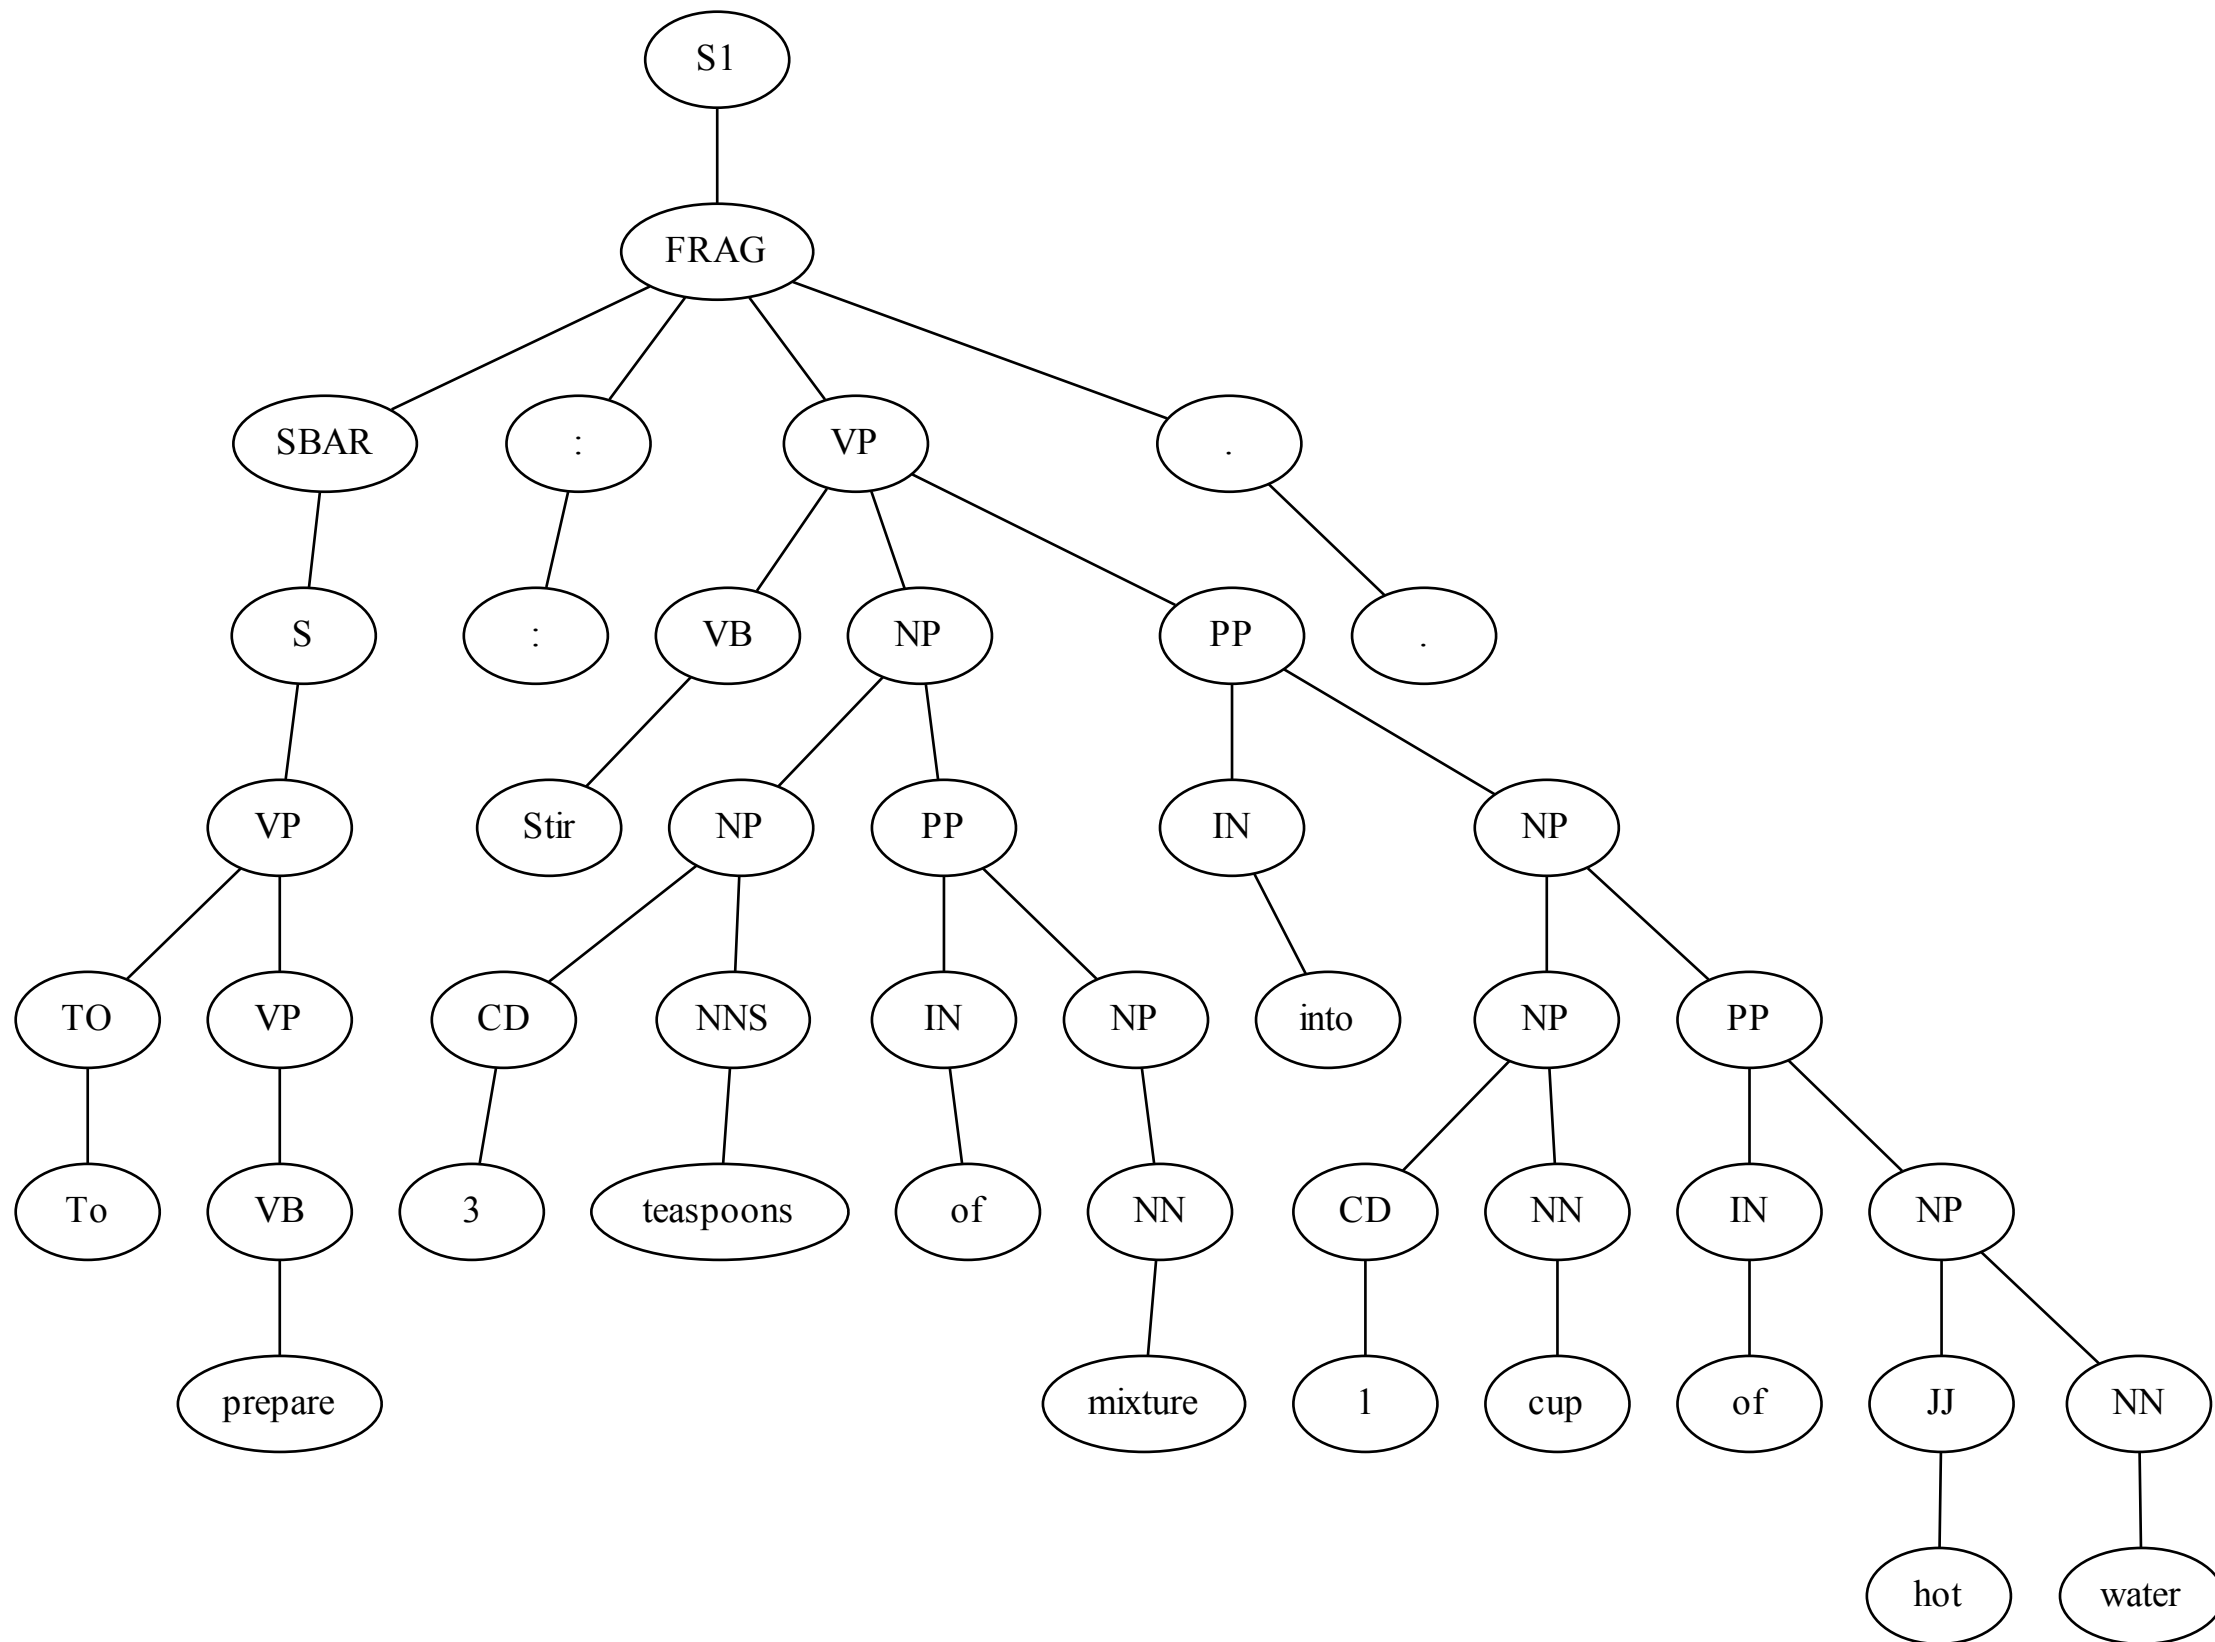 S1
FRAG
SBAR : VP .
S : VB NP PP .
VP Stir NP PP IN NP
TO VP CD NNS IN NP into NP PP
To VB 3 teaspoons of NN CD NN IN NP
prepare mixture 1 cup of JJ NN
hot water